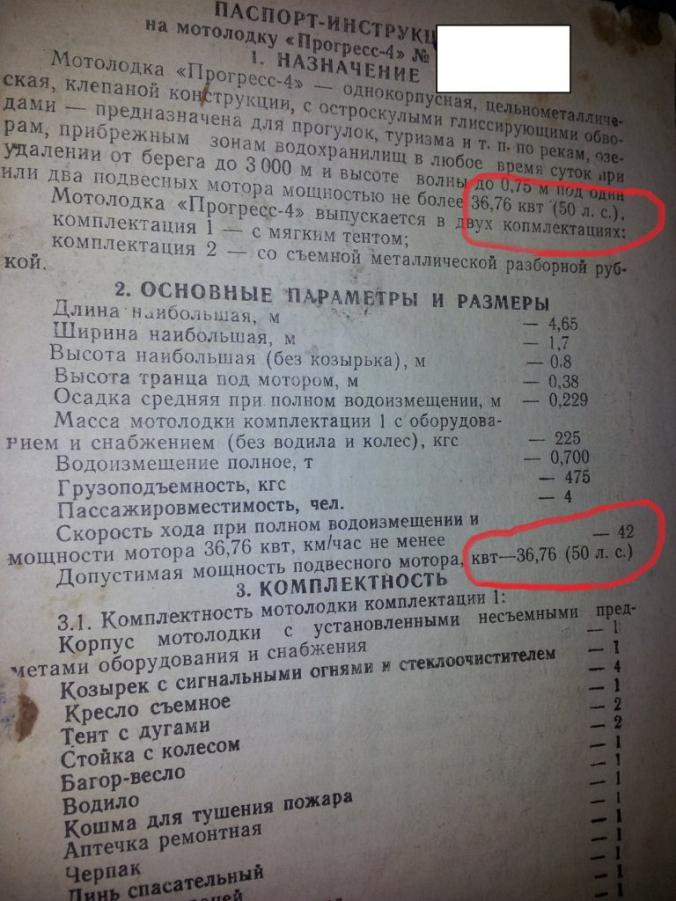 ПАСПОРТ-ИНСТРУКЦ
на мотолодку «Прогресс-4» №
1. НАЗНАЧЕНИЕ
Мотолодка «Прогресс-4» — однокорпусная, цельнометалличе-
ская, клепаной конструкции, с остроскулыми глиссирующими обво-
дами — предназначена для прогулок, туризма и т. п. по рекам, озе-
рам, прибрежным зонам водохранилищ в любое время суток при
удалении от берега до 3 000 м и высоте волны до 0,75 м под один
или два подвесных мотора мощностью не более 36,76 квт (50 л. с.).
Мотолодка «Прогресс-4» выпускается в двух копмлектациях:
комплектация 1 — с мягким тентом;
комплектация 2 — со съемной металлической разборной руб-
кой.
2. ОСНОВНЫЕ ПАРАМЕТРЫ И РАЗМЕРЫ
Длина наибольшая, м — 4,65
Ширина наибольшая, м — 1,7
Высота наибольшая (без козырька), м — 0.8
Высота транца под мотором, м — 0,38
Осадка средняя при полном водоизмещении, м — 0,229
Масса мотолодки комплектации 1 с оборудова-
нием и снабжением (без водила и колес), кгс — 225
Водоизмещение полное, т — 0,700
Грузоподъемность, кгс — 475
Пассажировместимость, чел. — 4
Скорость хода при полном водоизмещении и
мощности мотора 36,76 квт, км/час не менее — 42
Допустимая мощность подвесного мотора, квт—36,76 (50 л. с.)
3. КОМПЛЕКТНОСТЬ
3.1. Комплектность мотолодки комплектации 1:
Корпус мотолодки с установленными несъемными пред-
метами оборудования и снабжения — 1
Козырек с сигнальными огнями и стеклоочистителем — 1
Кресло съемное — 4
Тент с дугами — 1
Стойка с колесом — 2
Багор-весло — 2
Водило — 1
Кошма для тушения пожара — 1
Аптечка ремонтная — 1
Черпак — 1
Линь спасательный — 1